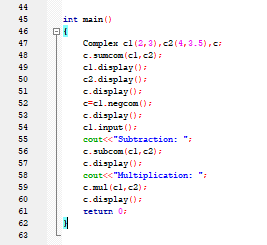 44
45 int main()
46 {
47 Complex c1(2,3),c2(4,3.5),c;
48 c.sumcom(c1,c2);
49 c1.display();
50 c2.display();
51 c.display();
52 c=c1.negcom();
53 c.display();
54 c1.input();
55 cout<<"Subtraction: ";
56 c.subcom(c1,c2);
57 c.display();
58 cout<<"Multiplication: ";
59 c.mul(c1,c2);
60 c.display();
61 return 0;
62 }
63